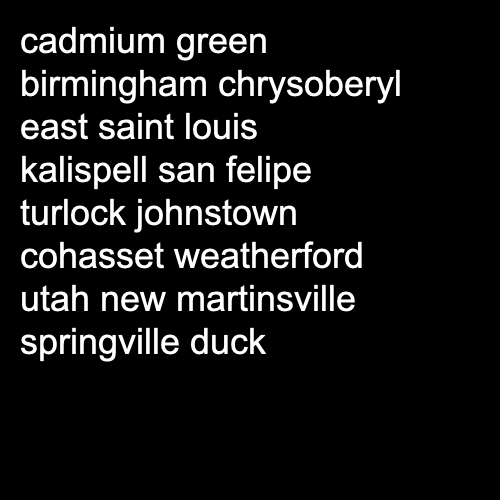 cadmium green
birmingham chrysoberyl
east saint louis
kalispell san felipe
turlock johnstown
cohasset weatherford
utah new martinsville
springville duck